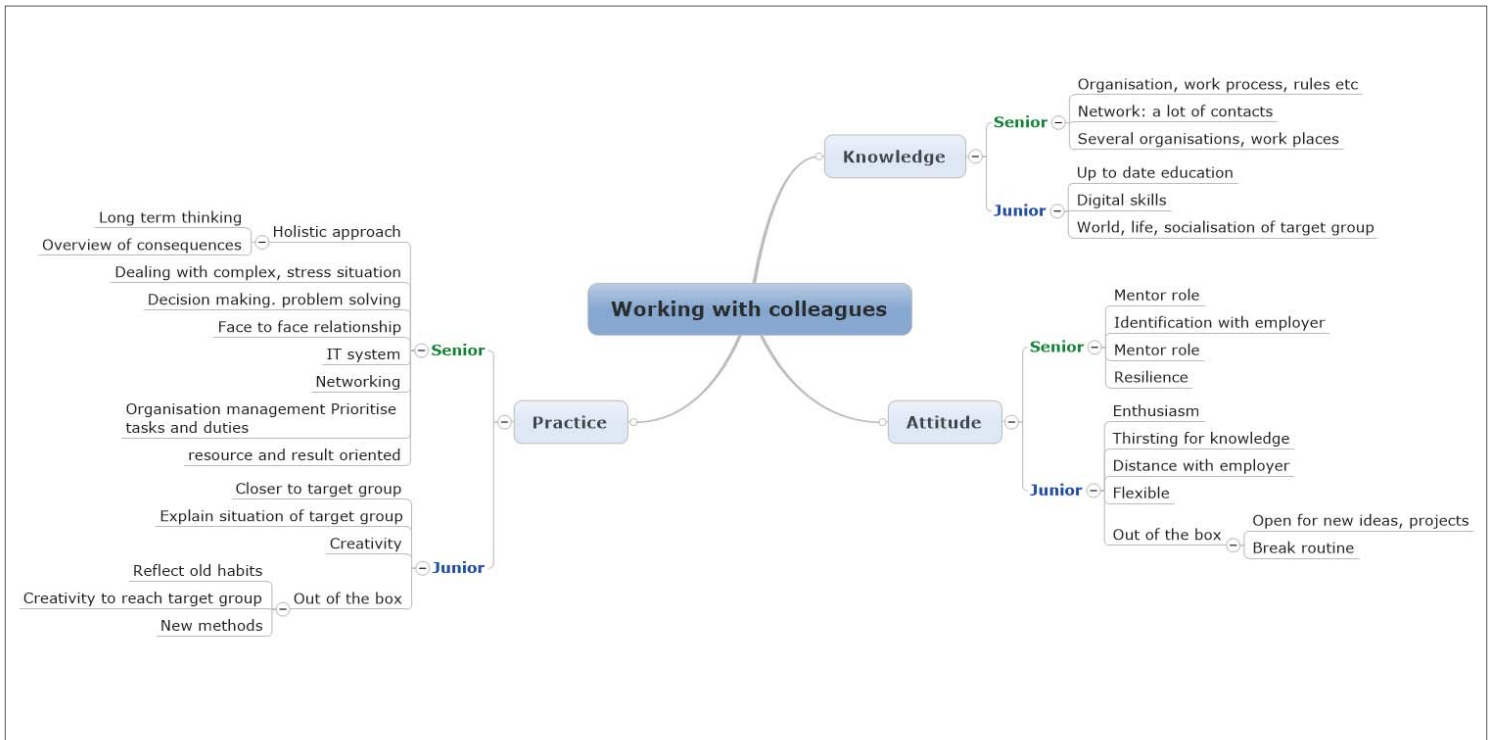 Working with colleagues
Knowledge
Senior
Organisation, work process, rules etc
Network: a lot of contacts
Several organisations, work places
Junior
Up to date education
Digital skills
World, life, socialisation of target group
Attitude
Senior
Mentor role
Identification with employer
Mentor role
Resilience
Junior
Enthusiasm
Thirsting for knowledge
Distance with employer
Flexible
Out of the box
Open for new ideas, projects
Break routine
Practice
Senior
Holistic approach
Long term thinking
Overview of consequences
Dealing with complex, stress situation
Decision making. problem solving
Face to face relationship
IT system
Networking
Organisation management Prioritise
tasks and duties
resource and result oriented
Junior
Closer to target group
Explain situation of target group
Creativity
Out of the box
Reflect old habits
Creativity to reach target group
New methods